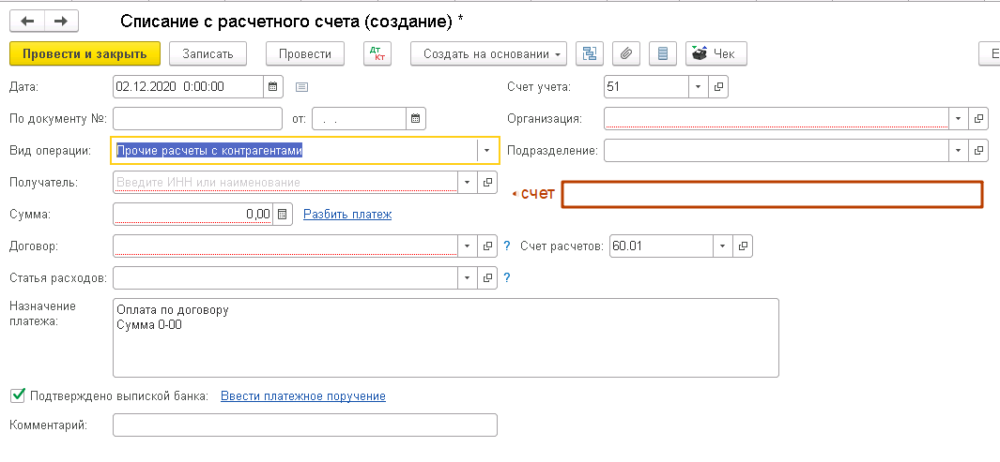 Списание с расчетного счета (создание) *
Провести и закрыть Записать Провести Дт Кт Создать на основании Чек Е
Дата: 02.12.2020 0:00:00 Счет учета: 51
По документу №: от: . . Организация:
Вид операции: Прочие расчеты с контрагентами Подразделение:
Получатель: Введите ИНН или наименование счет
Сумма: 0,00 Разбить платеж
Договор: ? Счет расчетов: 60.01
Статья расходов: ?
Назначение платежа:
Оплата по договору
Сумма 0-00
Подтверждено выпиской банка: Ввести платежное поручение
Комментарий: